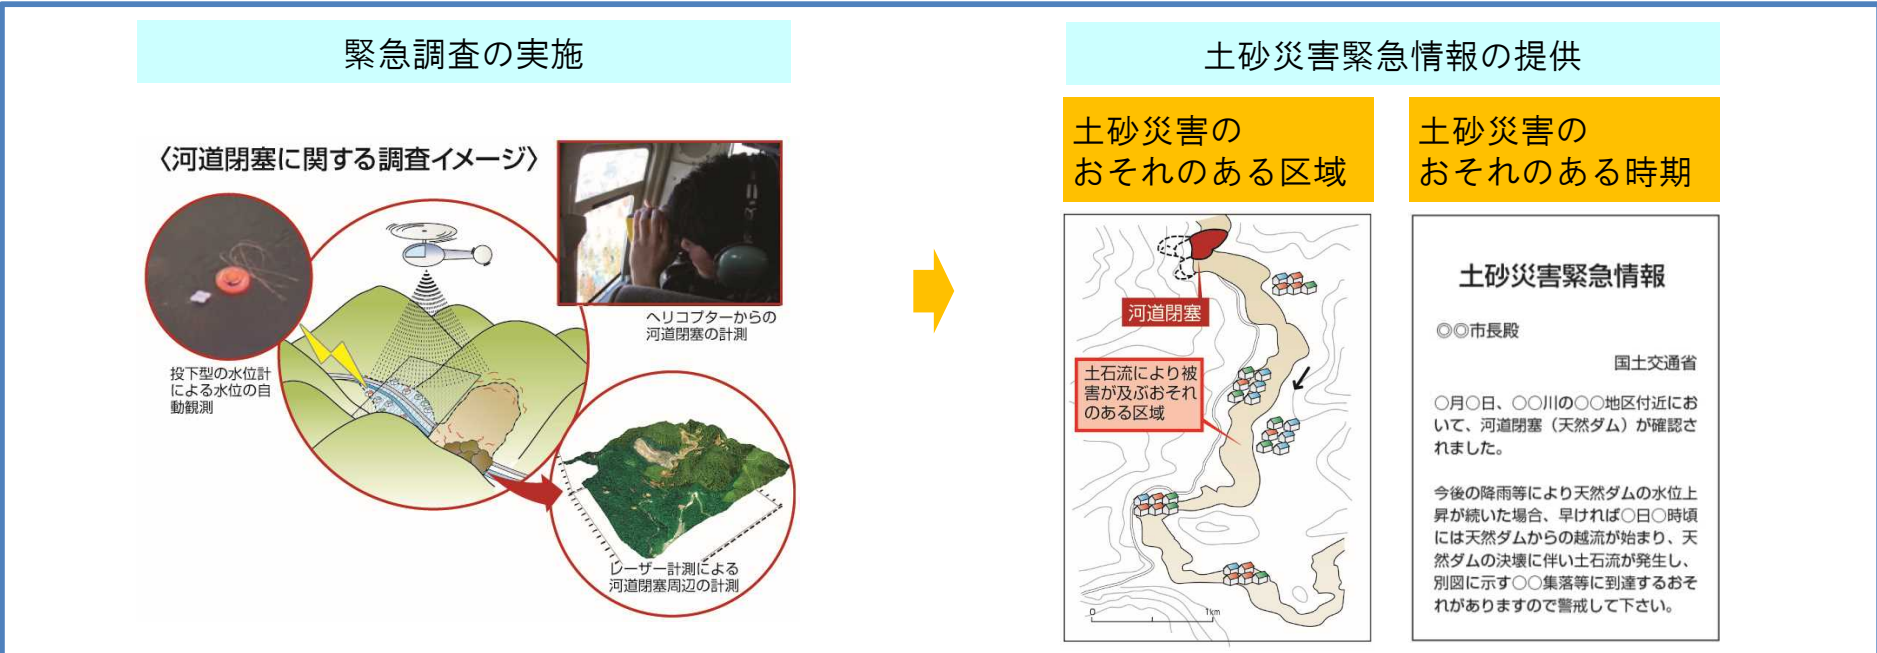 緊急調査の実施
〈河道閉塞に関する調査イメージ〉
ヘリコプターからの
河道閉塞の計測
投下型の水位計
による水位の自
動観測
レーザー計測による
河道閉塞周辺の計測
土砂災害緊急情報の提供
土砂災害の
おそれのある区域
河道閉塞
土石流により被
害が及ぶおそれ
のある区域
0
1km
土砂災害の
おそれのある時期
土砂災害緊急情報
◎◎市長殿
国土交通省
○月○日、○○川の○○地区付近にお
いて、河道閉塞（天然ダム）が確認さ
れました。
今後の降雨等により天然ダムの水位上
昇が続いた場合、早ければ○日○時頃
には天然ダムからの越流が始まり、天
然ダムの決壊に伴い土石流が発生し、
別図に示す○○集落等に到達するおそ
れがありますので警戒して下さい。